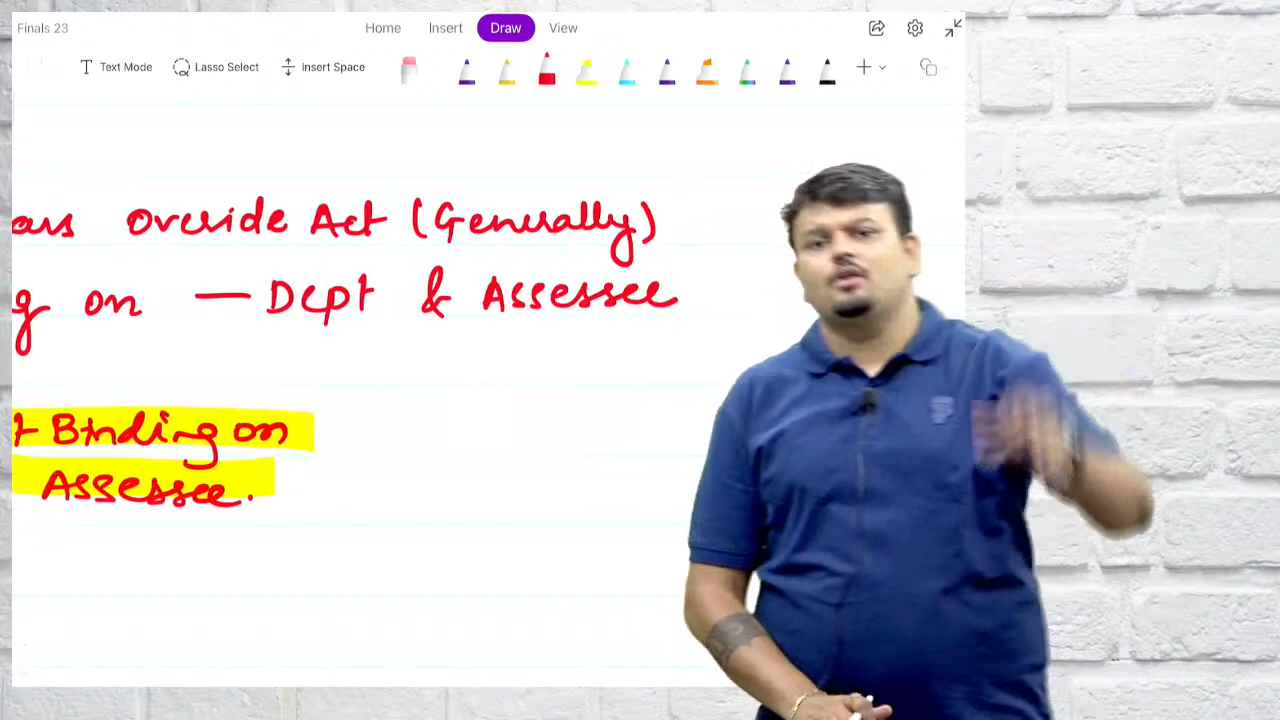 Finals 23
Home Insert Draw View
Text Mode Lasso Select Insert Space
overide Act (Generally)
on — Dept & Assessee
Binding on
Assessee.